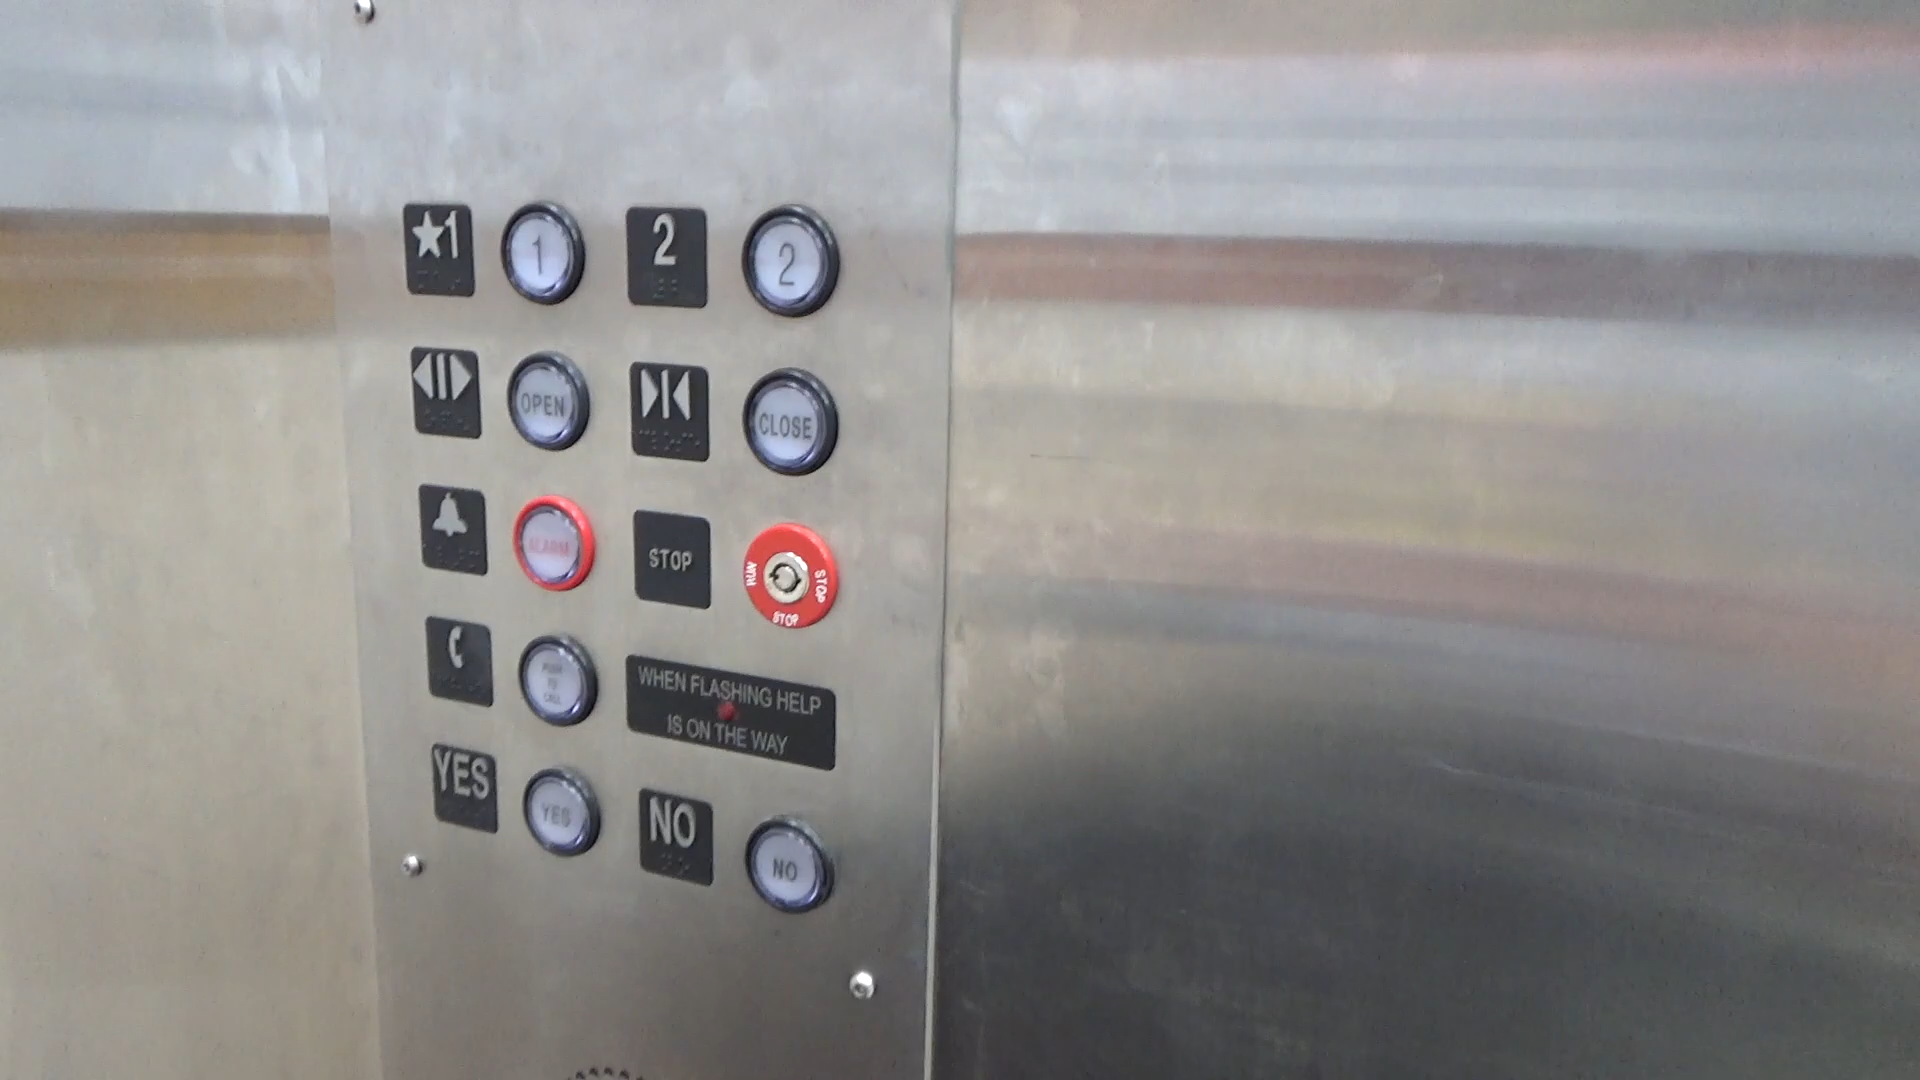 ★1 1 2 2
OPEN CLOSE
ALARM STOP RUN STOP STOP
PUSH
TO
CALL
WHEN FLASHING HELP
IS ON THE WAY
YES YES NO NO